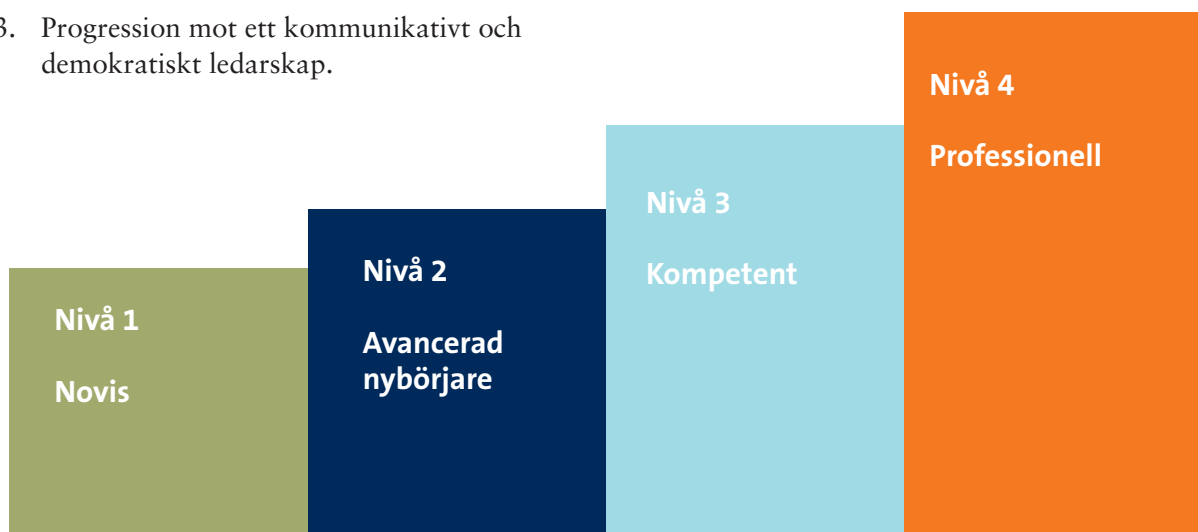 3. Progression mot ett kommunikativt och
demokratiskt ledarskap.
Nivå 1
Novis
Nivå 2
Avancerad
nybörjare
Nivå 3
Kompetent
Nivå 4
Professionell